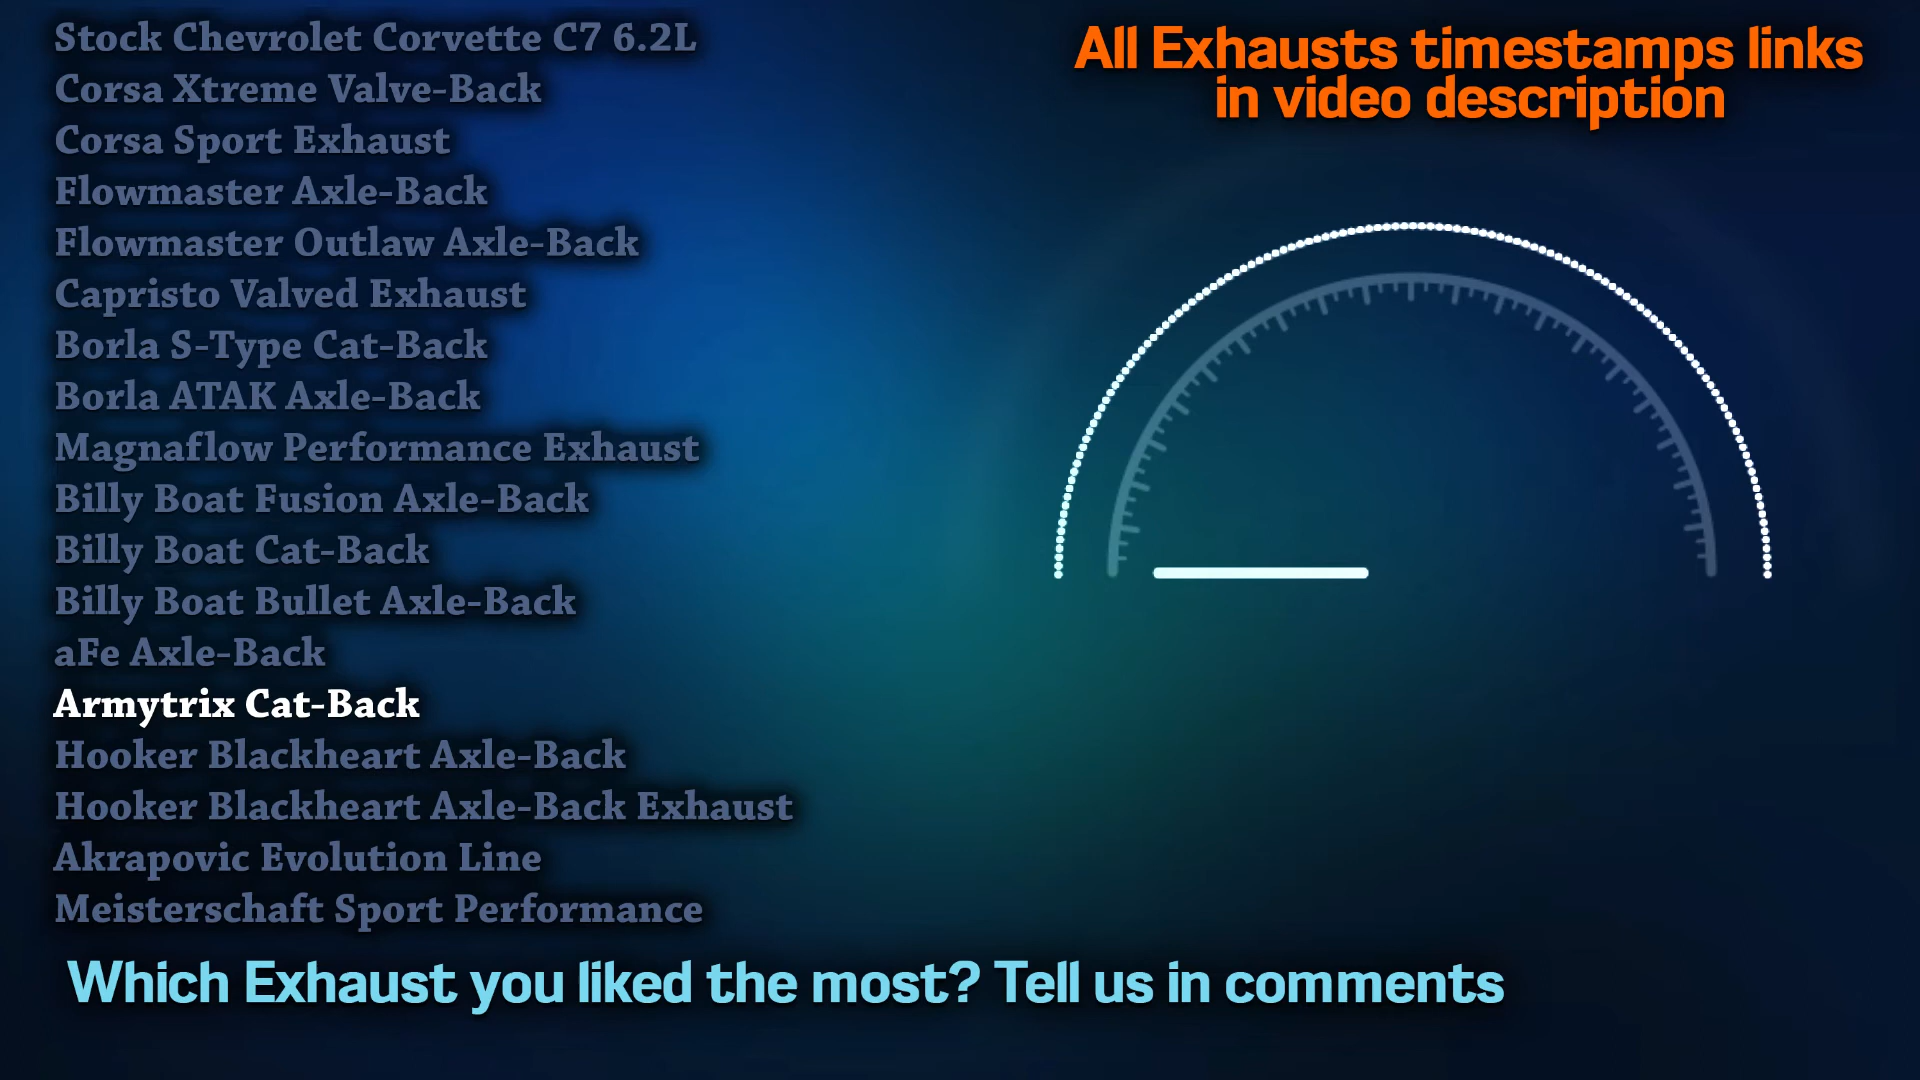 Stock Chevrolet Corvette C7 6.2L
Corsa Xtreme Valve-Back
Corsa Sport Exhaust
Flowmaster Axle-Back
Flowmaster Outlaw Axle-Back
Capristo Valved Exhaust
Borla S-Type Cat-Back
Borla ATAK Axle-Back
Magnaflow Performance Exhaust
Billy Boat Fusion Axle-Back
Billy Boat Cat-Back
Billy Boat Bullet Axle-Back
aFe Axle-Back
Armytrix Cat-Back
Hooker Blackheart Axle-Back
Hooker Blackheart Axle-Back Exhaust
Akrapovic Evolution Line
Meisterschaft Sport Performance
All Exhausts timestamps links
in video description
Which Exhaust you liked the most? Tell us in comments